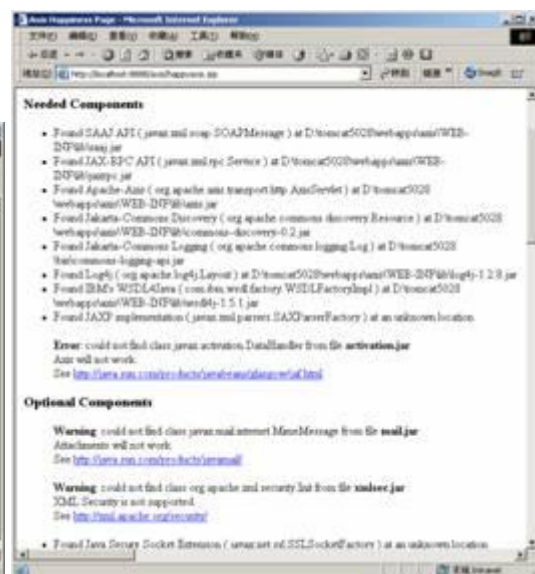 Axis Happiness Page - Microsoft Internet Explorer
Needed Components
Found SAAJ API ( javax.xml.soap.SOAPMessage ) at D:\tomcat5028\webapps\axis\WEB-
INF\lib\saaj.jar
Found JAX-RPC API ( javax.xml.rpc.Service ) at D:\tomcat5028\webapps\axis\WEB-
INF\lib\jaxrpc.jar
Found Apache-Axis ( org.apache.axis.transport.http.AxisServlet ) at D:\tomcat5028
\webapps\axis\WEB-INF\lib\axis.jar
Found Jakarta-Commons Discovery ( org.apache.commons.discovery.Resource ) at D:\tomcat5028
\webapps\axis\WEB-INF\lib\commons-discovery-0.2.jar
Found Jakarta-Commons Logging ( org.apache.commons.logging.Log ) at D:\tomcat5028
\bin\commons-logging-api.jar
Found Log4j ( org.apache.log4j.Layout ) at D:\tomcat5028\webapps\axis\WEB-INF\lib\log4j-1.2.8.jar
Found IBM's WSDL4Java ( com.ibm.wsdl.factory.WSDLFactoryImpl ) at D:\tomcat5028
\webapps\axis\WEB-INF\lib\wsdl4j-1.5.1.jar
Found JAXP implementation ( javax.xml.parsers.SAXParserFactory ) at an unknown location
Error: could not find class javax.activation.DataHandler from file activation.jar
Axis will not work.
See http://java.sun.com/products/javabeans/glasgow/jaf.html
Optional Components
Warning: could not find class javax.mail.internet.MimeMessage from file mail.jar
Attachments will not work.
See http://java.sun.com/products/javamail/
Warning: could not find class org.apache.xml.security.Init from file xmlsec.jar
XML Security is not supported.
See http://xml.apache.org/security/
Found Java Secure Socket Extension ( javax.net.ssl.SSLSocketFactory ) at an unknown location